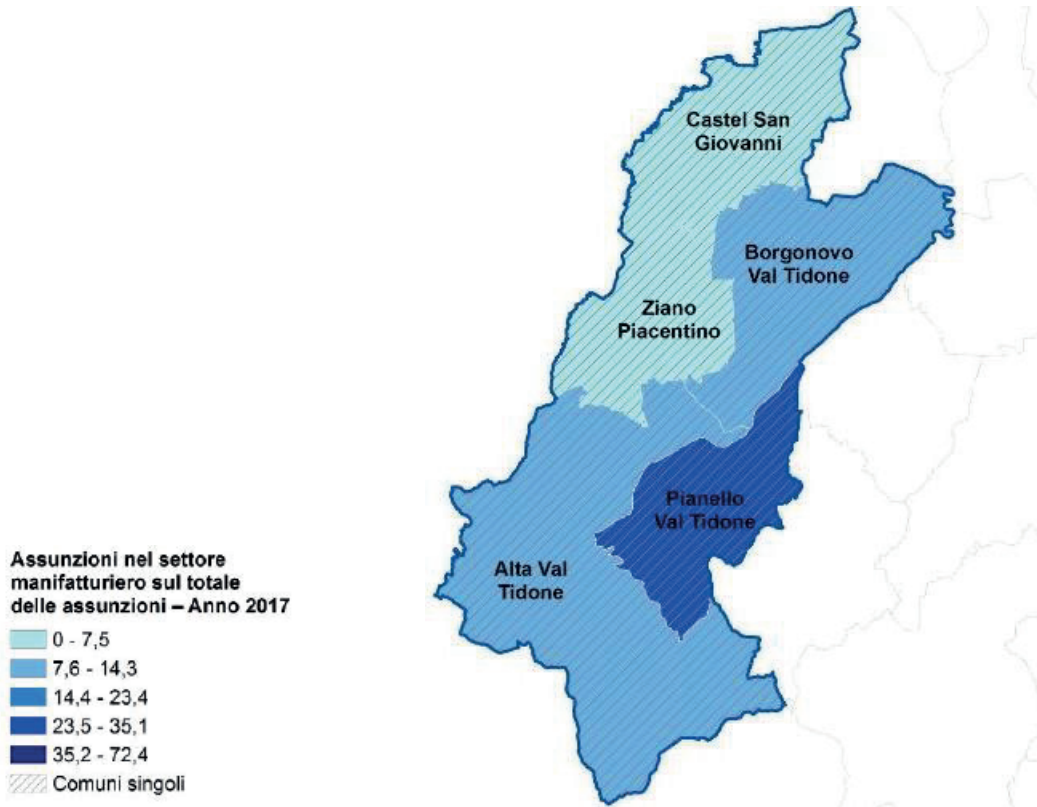 Castel San
Giovanni
Borgonovo
Val Tidone
Ziano
Piacentino
Pianello
Val Tidone
Alta Val
Tidone
Assunzioni nel settore
manifatturiero sul totale
delle assunzioni – Anno 2017
0 - 7,5
7,6 - 14,3
14,4 - 23,4
23,5 - 35,1
35,2 - 72,4
Comuni singoli